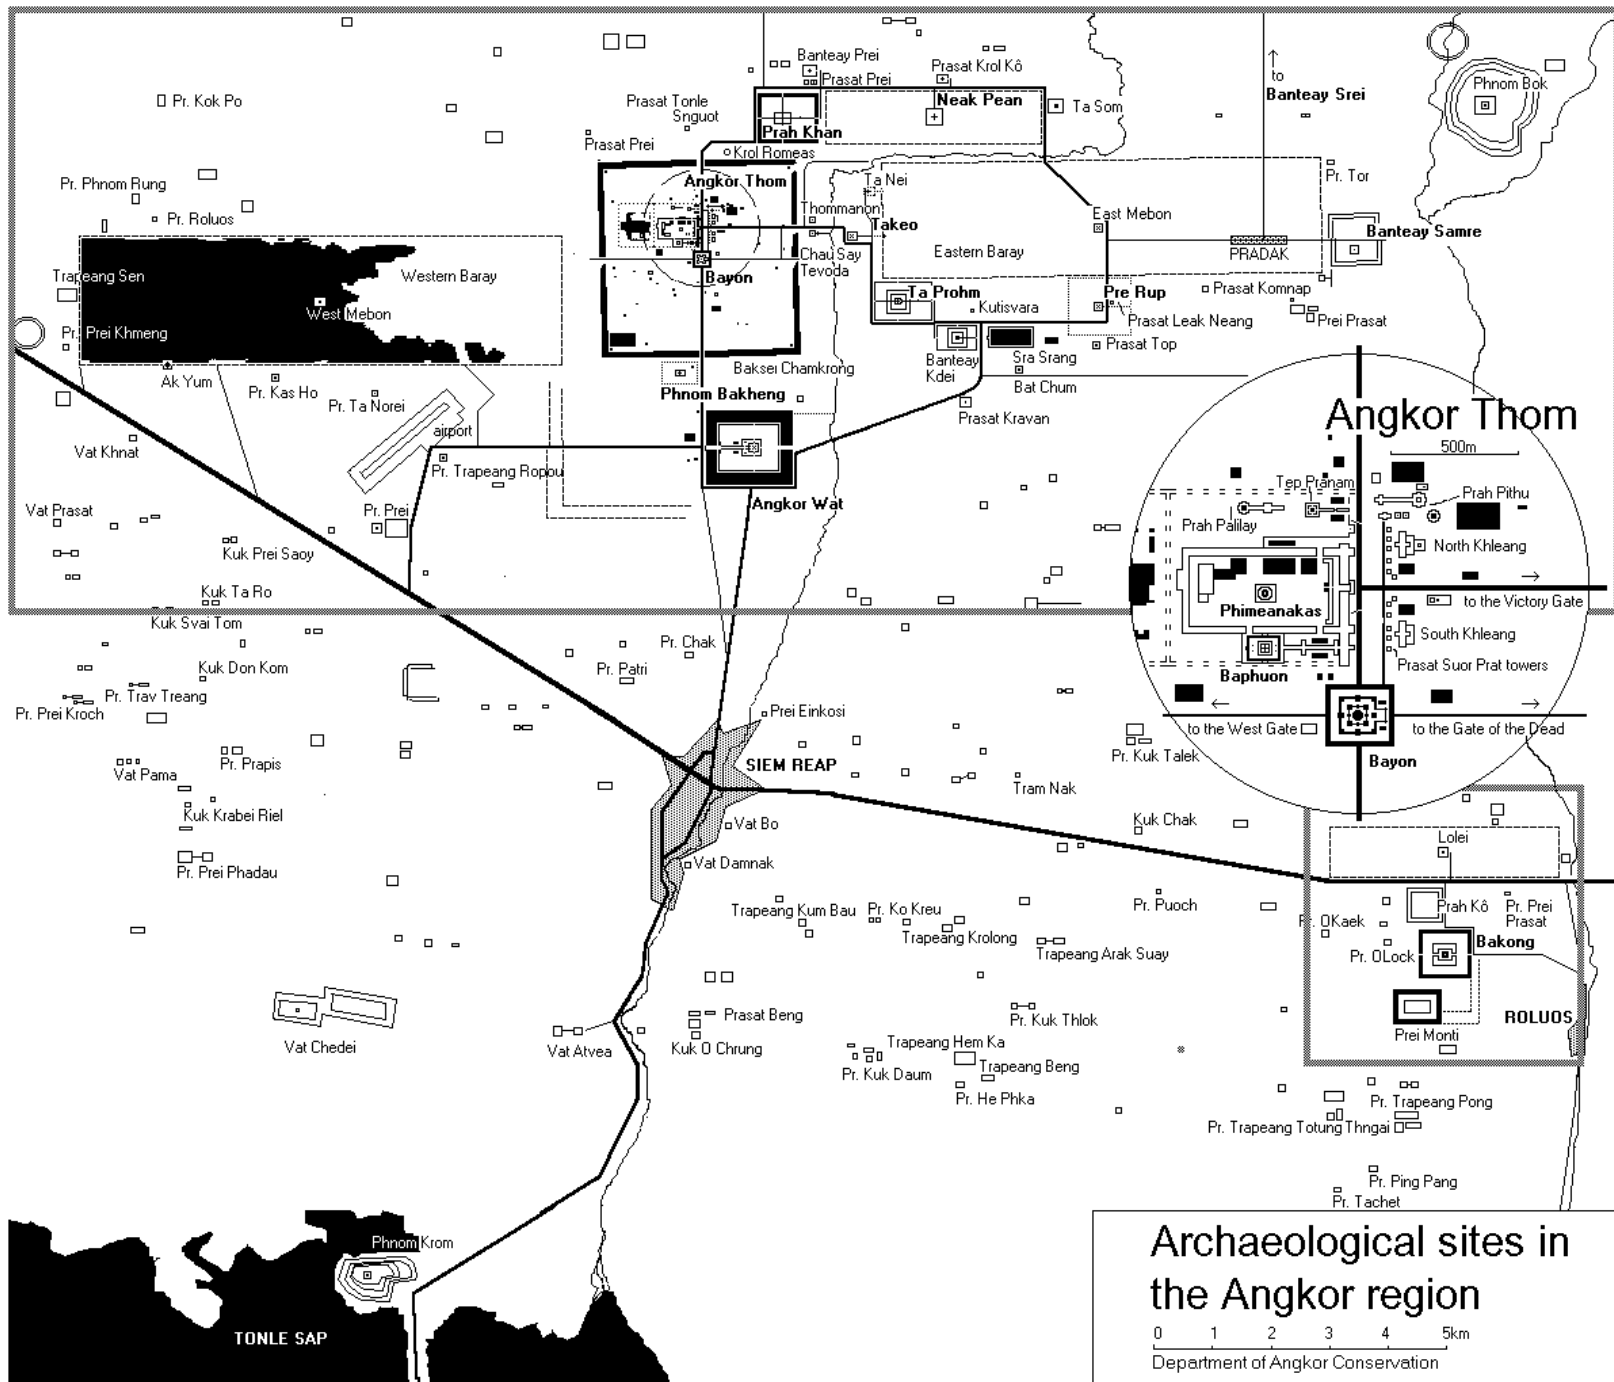 Banteay Prei
Prasat Prei
Prasat Krol Kô
to
Banteay Srei
Phnom Bok
Pr. Kok Po
Prasat Tonle
Snguot
Prah Khan
Neak Pean
Ta Som
Prasat Prei
Krol Romeas
Pr. Phnom Rung
Angkor Thom
Ta Nei
Pr. Tor
Pr. Roluos
Thommanon
Takeo
East Mebon
Banteay Samre
Trapeang Sen
Western Baray
Chau Say
Tevoda
Eastern Baray
PRADAK
Bayon
West Mebon
Ta Prohm
Kutisvara
Pre Rup
Prasat Komnap
Prasat Leak Neang
Prei Prasat
Pr. Prei Khmeng
Ak Yum
Pr. Kas Ho
Pr. Ta Norei
Baksei Chamkrong
Phnom Bakheng
Banteay
Kdei
Sra Srang
Bat Chum
Prasat Top
Prasat Kravan
airport
Vat Khnat
Pr. Trapeang Ropou
Angkor Wat
Vat Prasat
Pr. Prei
Kuk Prei Saoy
Kuk Ta Ro
Kuk Svai Tom
Angkor Thom
500m
Tep Pranam
Prah Pithu
Prah Palilay
North Khleang
Phimeanakas
to the Victory Gate
South Khleang
Prasat Suor Prat towers
Baphuon
to the West Gate
to the Gate of the Dead
Bayon
Kuk Don Kom
Pr. Trav Treang
Pr. Prei Kroch
Pr. Chak
Pr. Patri
Prei Einkosi
Vat Pama
Pr. Prapis
SIEM REAP
Pr. Kuk Talek
Tram Nak
Kuk Krabei Riel
Vat Bo
Kuk Chak
Lolei
Pr. Prei Phadau
Vat Damnak
Trapeang Kum Bau
Pr. Ko Kreu
Trapeang Krolong
Trapeang Arak Suay
Pr. Puoch
Pr. OKaek
Prah Kô
Pr. Prei
Prasat
Pr. OLock
Bakong
ROLUOS
Prei Monti
Vat Chedei
Vat Atvea
Prasat Beng
Kuk O Chrung
Pr. Kuk Thlok
Trapeang Hem Ka
Pr. Kuk Daum
Trapeang Beng
Pr. He Phka
Pr. Trapeang Pong
Pr. Trapeang Totung Thngai
Pr. Ping Pang
Pr. Tachet
Phnom Krom
TONLE SAP
Archaeological sites in
the Angkor region
0 1 2 3 4 5km
Department of Angkor Conservation